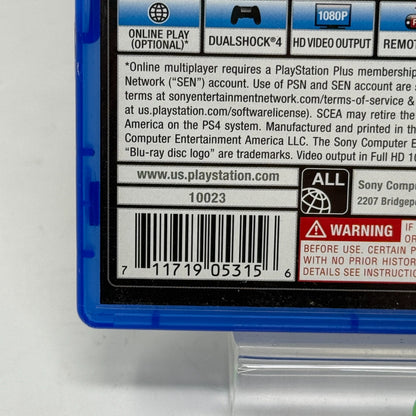 ONLINE PLAY
(OPTIONAL)*
DUALSHOCK®4
1080P
HD VIDEO OUTPUT
*Online multiplayer requires a PlayStation Plus membership
Network ("SEN") account. Use of PSN and SEN account are s
terms at sonyentertainmentnetwork.com/terms-of-service &
at us.playstation.com/softwarelicense). SCEA may retire the
America on the PS4 system. Manufactured and printed in th
Computer Entertainment America LLC. The Sony Computer E
"Blu-ray disc logo" are trademarks. Video output in Full HD 10
www.us.playstation.com
10023
ALL
Sony Comp
2207 Bridgepo
WARNING
BEFORE USE. CERTAIN P
WITH NO PRIOR HISTOR
DETAILS SEE INSTRUCTIO
7 11719 05315 6